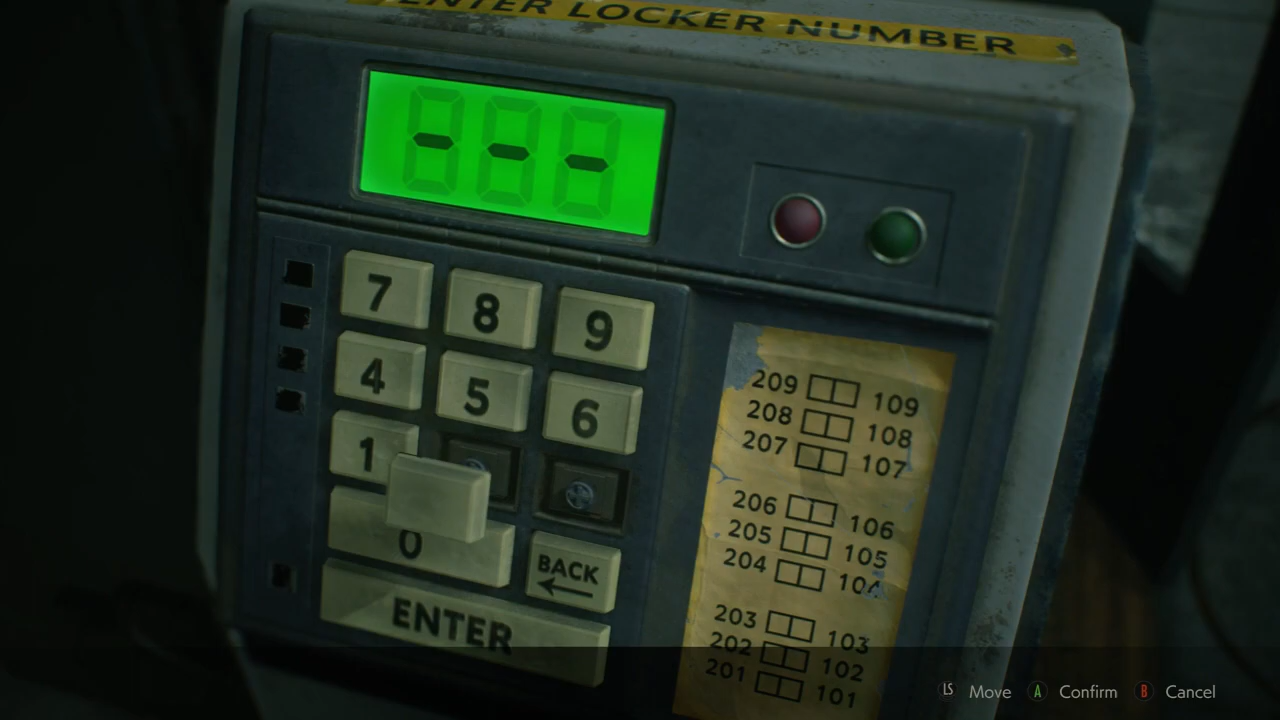 ENTER LOCKER NUMBER
---
7 8 9
4 5 6
1
0 BACK
ENTER
209 109
208 108
207 107
206 106
205 105
204 104
203 103
202 102
201 101
LS Move A Confirm B Cancel